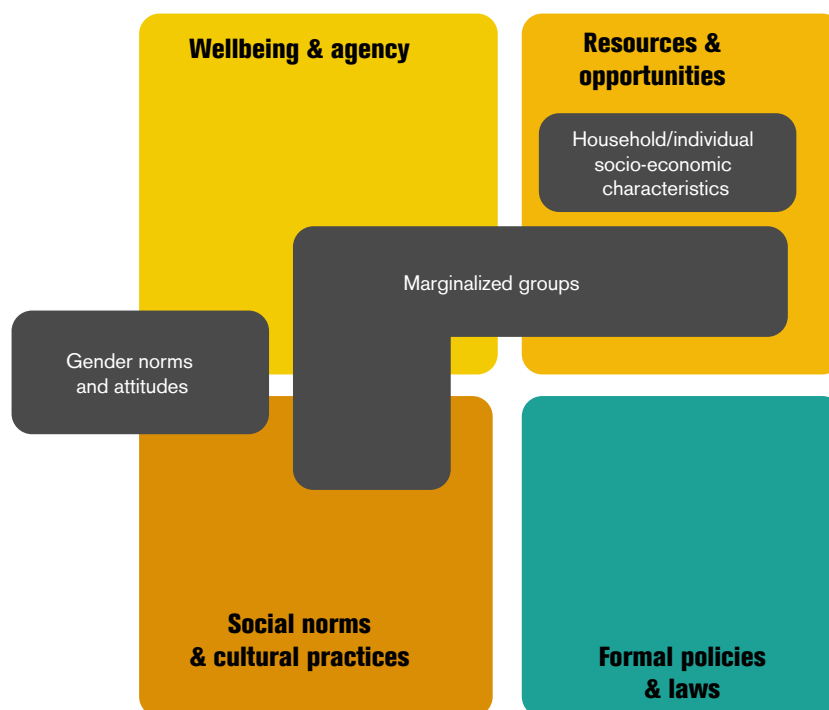 Wellbeing & agency
Resources &
opportunities
Household/individual
socio-economic
characteristics
Marginalized groups
Gender norms
and attitudes
Social norms
& cultural practices
Formal policies
& laws